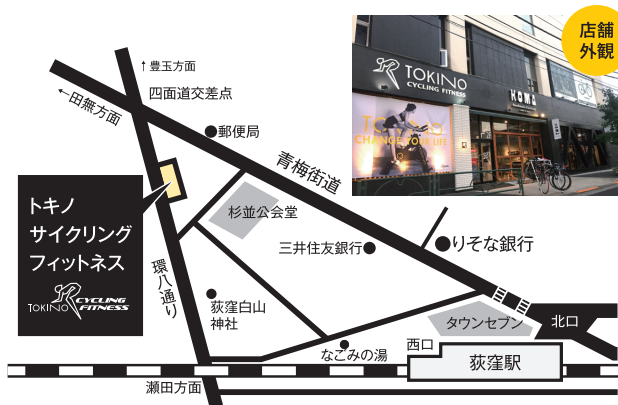 ↑豊玉方面
四面道交差点
←田無方面
郵便局
青梅街道
杉並公会堂
三井住友銀行
りそな銀行
トキノ
サイクリング
フィットネス
TOKINO
CYCLING
FITNESS
環八通り
荻窪白山
神社
なごみの湯
タウンセブン
北口
西口
荻窪駅
瀬田方面
店舗
外観
TOKINO
CYCLING FITNESS
KOMO
CHANGE YOUR LIFE